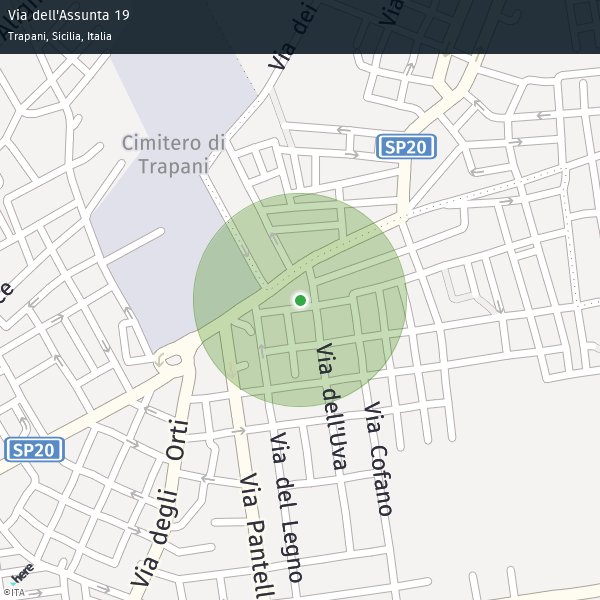 Via dell'Assunta 19
Trapani, Sicilia, Italia
Via dei
Via
Cimitero di
Trapani
SP20
ce
SP20
Via degli Orti
Via Pantell
Via del Legno
Via dell'Uva
Via Cofano
here
©ITA